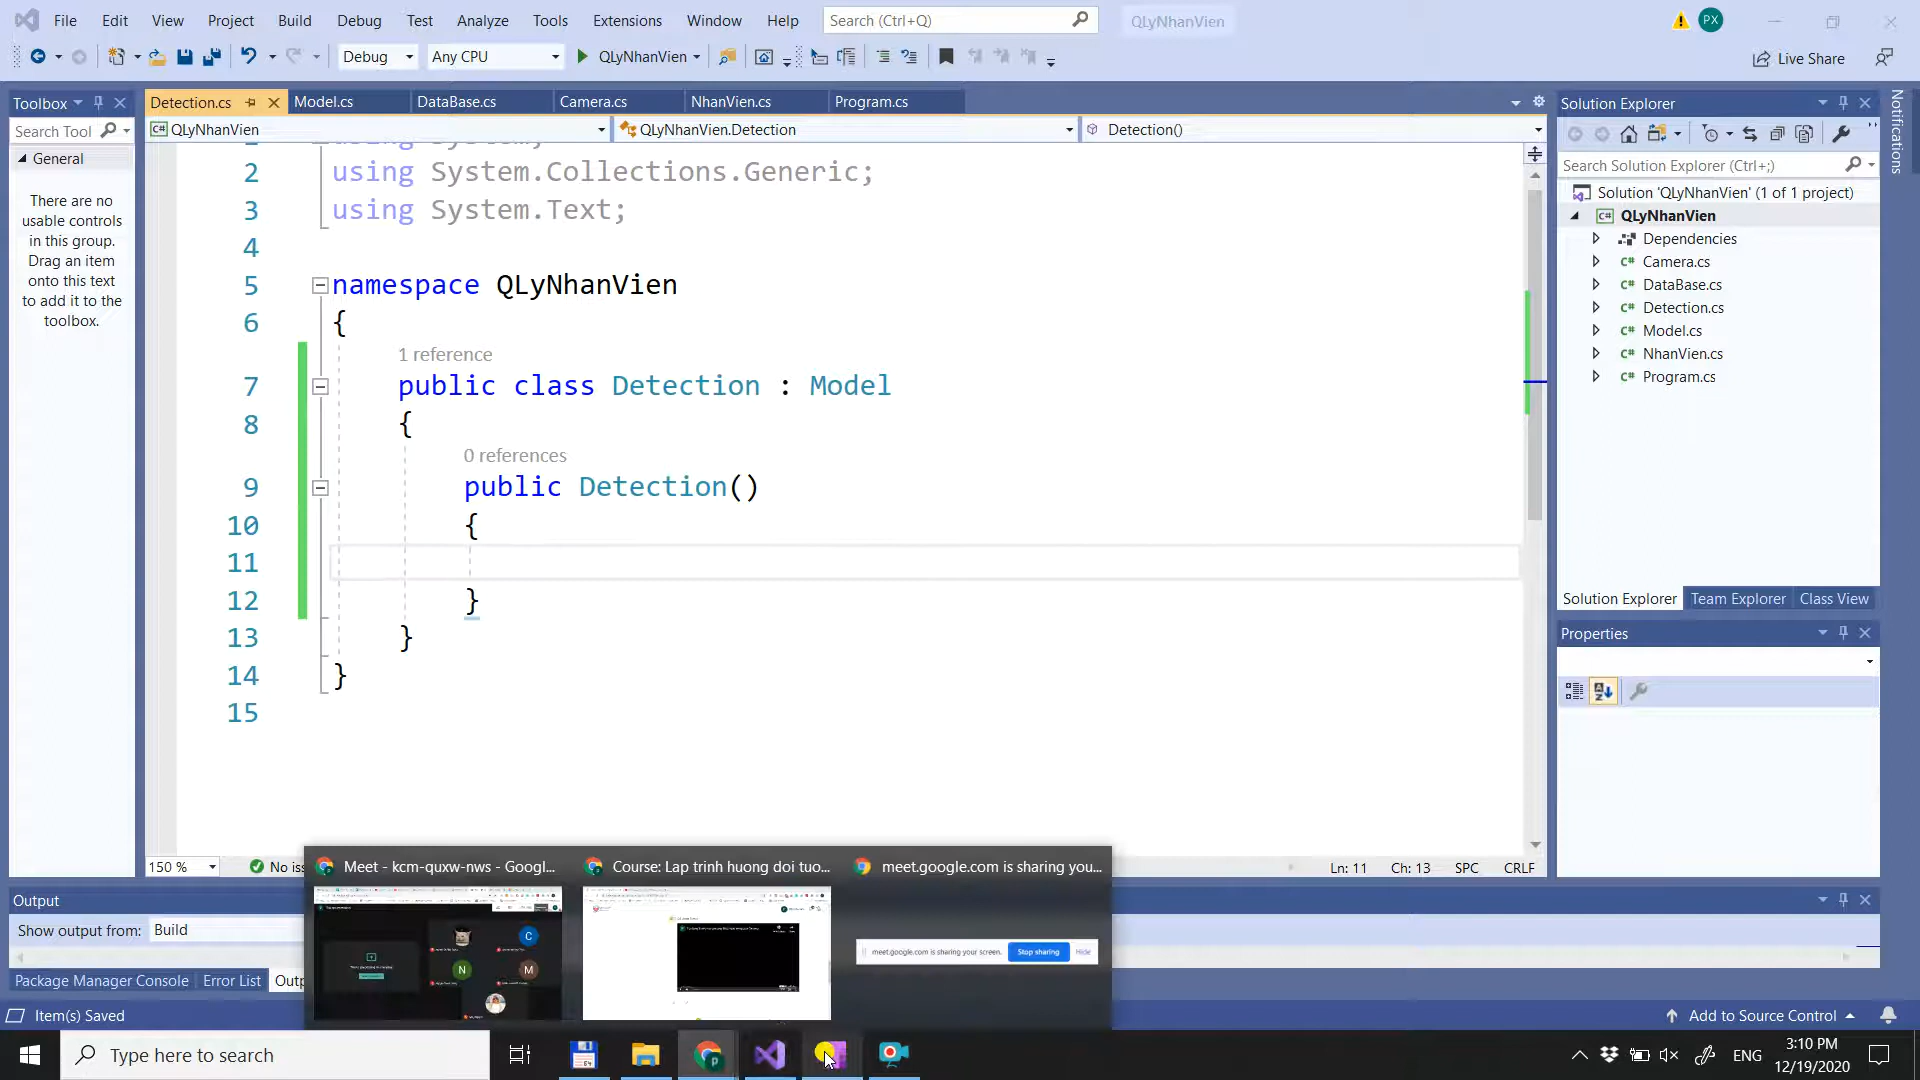 File Edit View Project Build Debug Test Analyze Tools Extensions Window Help Search (Ctrl+Q) QLyNhanVien PX
Debug Any CPU QLyNhanVien Live Share
Toolbox
Search Tool
General
There are no
usable controls
in this group.
Drag an item
onto this text
to add it to the
toolbox.
Detection.cs Model.cs DataBase.cs Camera.cs NhanVien.cs Program.cs
QLyNhanVien QLyNhanVien.Detection Detection()
1 using System;
2 using System.Collections.Generic;
3 using System.Text;
4
5 namespace QLyNhanVien
6 {
1 reference
7 public class Detection : Model
8 {
0 references
9 public Detection()
10 {
11
12 }
13 }
14 }
15
150 % No iss Ln: 11 Ch: 13 SPC CRLF
Solution Explorer
Search Solution Explorer (Ctrl+;)
Solution 'QLyNhanVien' (1 of 1 project)
C# QLyNhanVien
Dependencies
C# Camera.cs
C# DataBase.cs
C# Detection.cs
C# Model.cs
C# NhanVien.cs
C# Program.cs
Solution Explorer Team Explorer Class View
Properties
Notifications
Output
Show output from: Build
Package Manager Console Error List Outp
Meet - kcm-quxw-nws - Googl... Course: Lap trinh huong doi tuo... meet.google.com is sharing you...
C
N M
meet.google.com is sharing your screen. Stop sharing Hide
Item(s) Saved Add to Source Control
Type here to search ENG 3:10 PM
12/19/2020